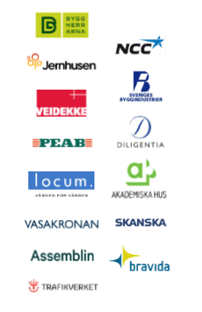 BYGG
HERR
ARNA
NCC
Jernhusen
SVERIGES
BYGGINDUSTRIER
VEIDEKKE
DILIGENTIA
PEAB
locum.
VÄRDEN FÖR VÅRDEN
AKADEMISKA HUS
VASAKRONAN
SKANSKA
Assemblin
bravida
TRAFIKVERKET